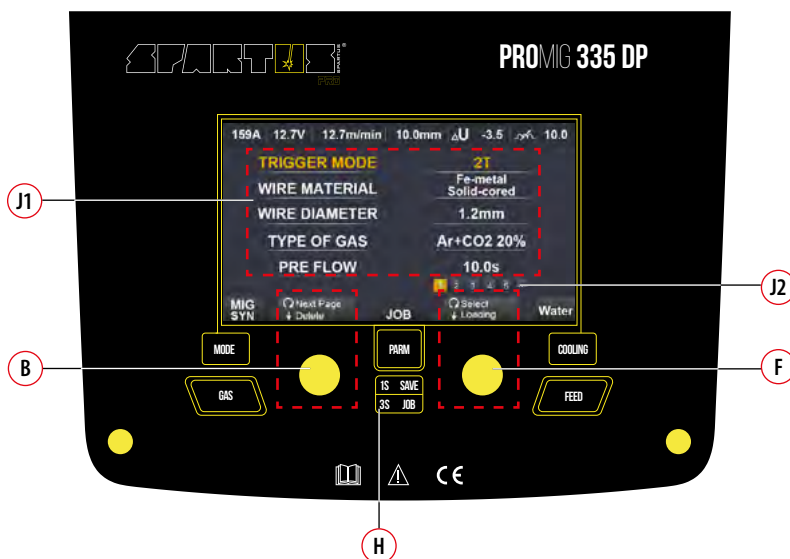 SPARTUS®
SPARTUS
PRO
PROMIG 335 DP
159A 12.7V 12.7m/min 10.0mm △U -3.5 10.0
TRIGGER MODE 2T
WIRE MATERIAL Fe-metal Solid-cored
WIRE DIAMETER 1.2mm
TYPE OF GAS Ar+CO2 20%
PRE FLOW 10.0s
1 2 3 4 5
MIG SYN
Next Page
↓ Delete
JOB
Select
↓ Loading
Water
J1
J2
MODE
PARM
COOLING
B
F
GAS
1S SAVE
3S JOB
FEED
CE
H